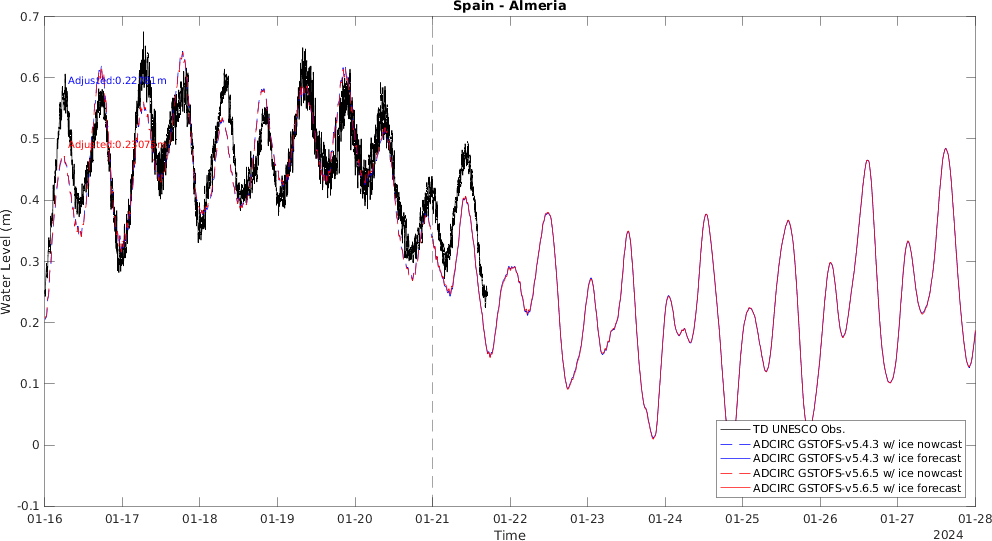 Spain - Almeria
0.7
0.6
0.5
0.4
0.3
0.2
0.1
0
-0.1
Water Level (m)
01-16
01-17
01-18
01-19
01-20
01-21
01-22
01-23
01-24
01-25
01-26
01-27
01-28
Time
2024
TD UNESCO Obs.
ADCIRC GSTOFS-v5.4.3 w/ ice nowcast
ADCIRC GSTOFS-v5.4.3 w/ ice forecast
ADCIRC GSTOFS-v5.6.5 w/ ice nowcast
ADCIRC GSTOFS-v5.6.5 w/ ice forecast